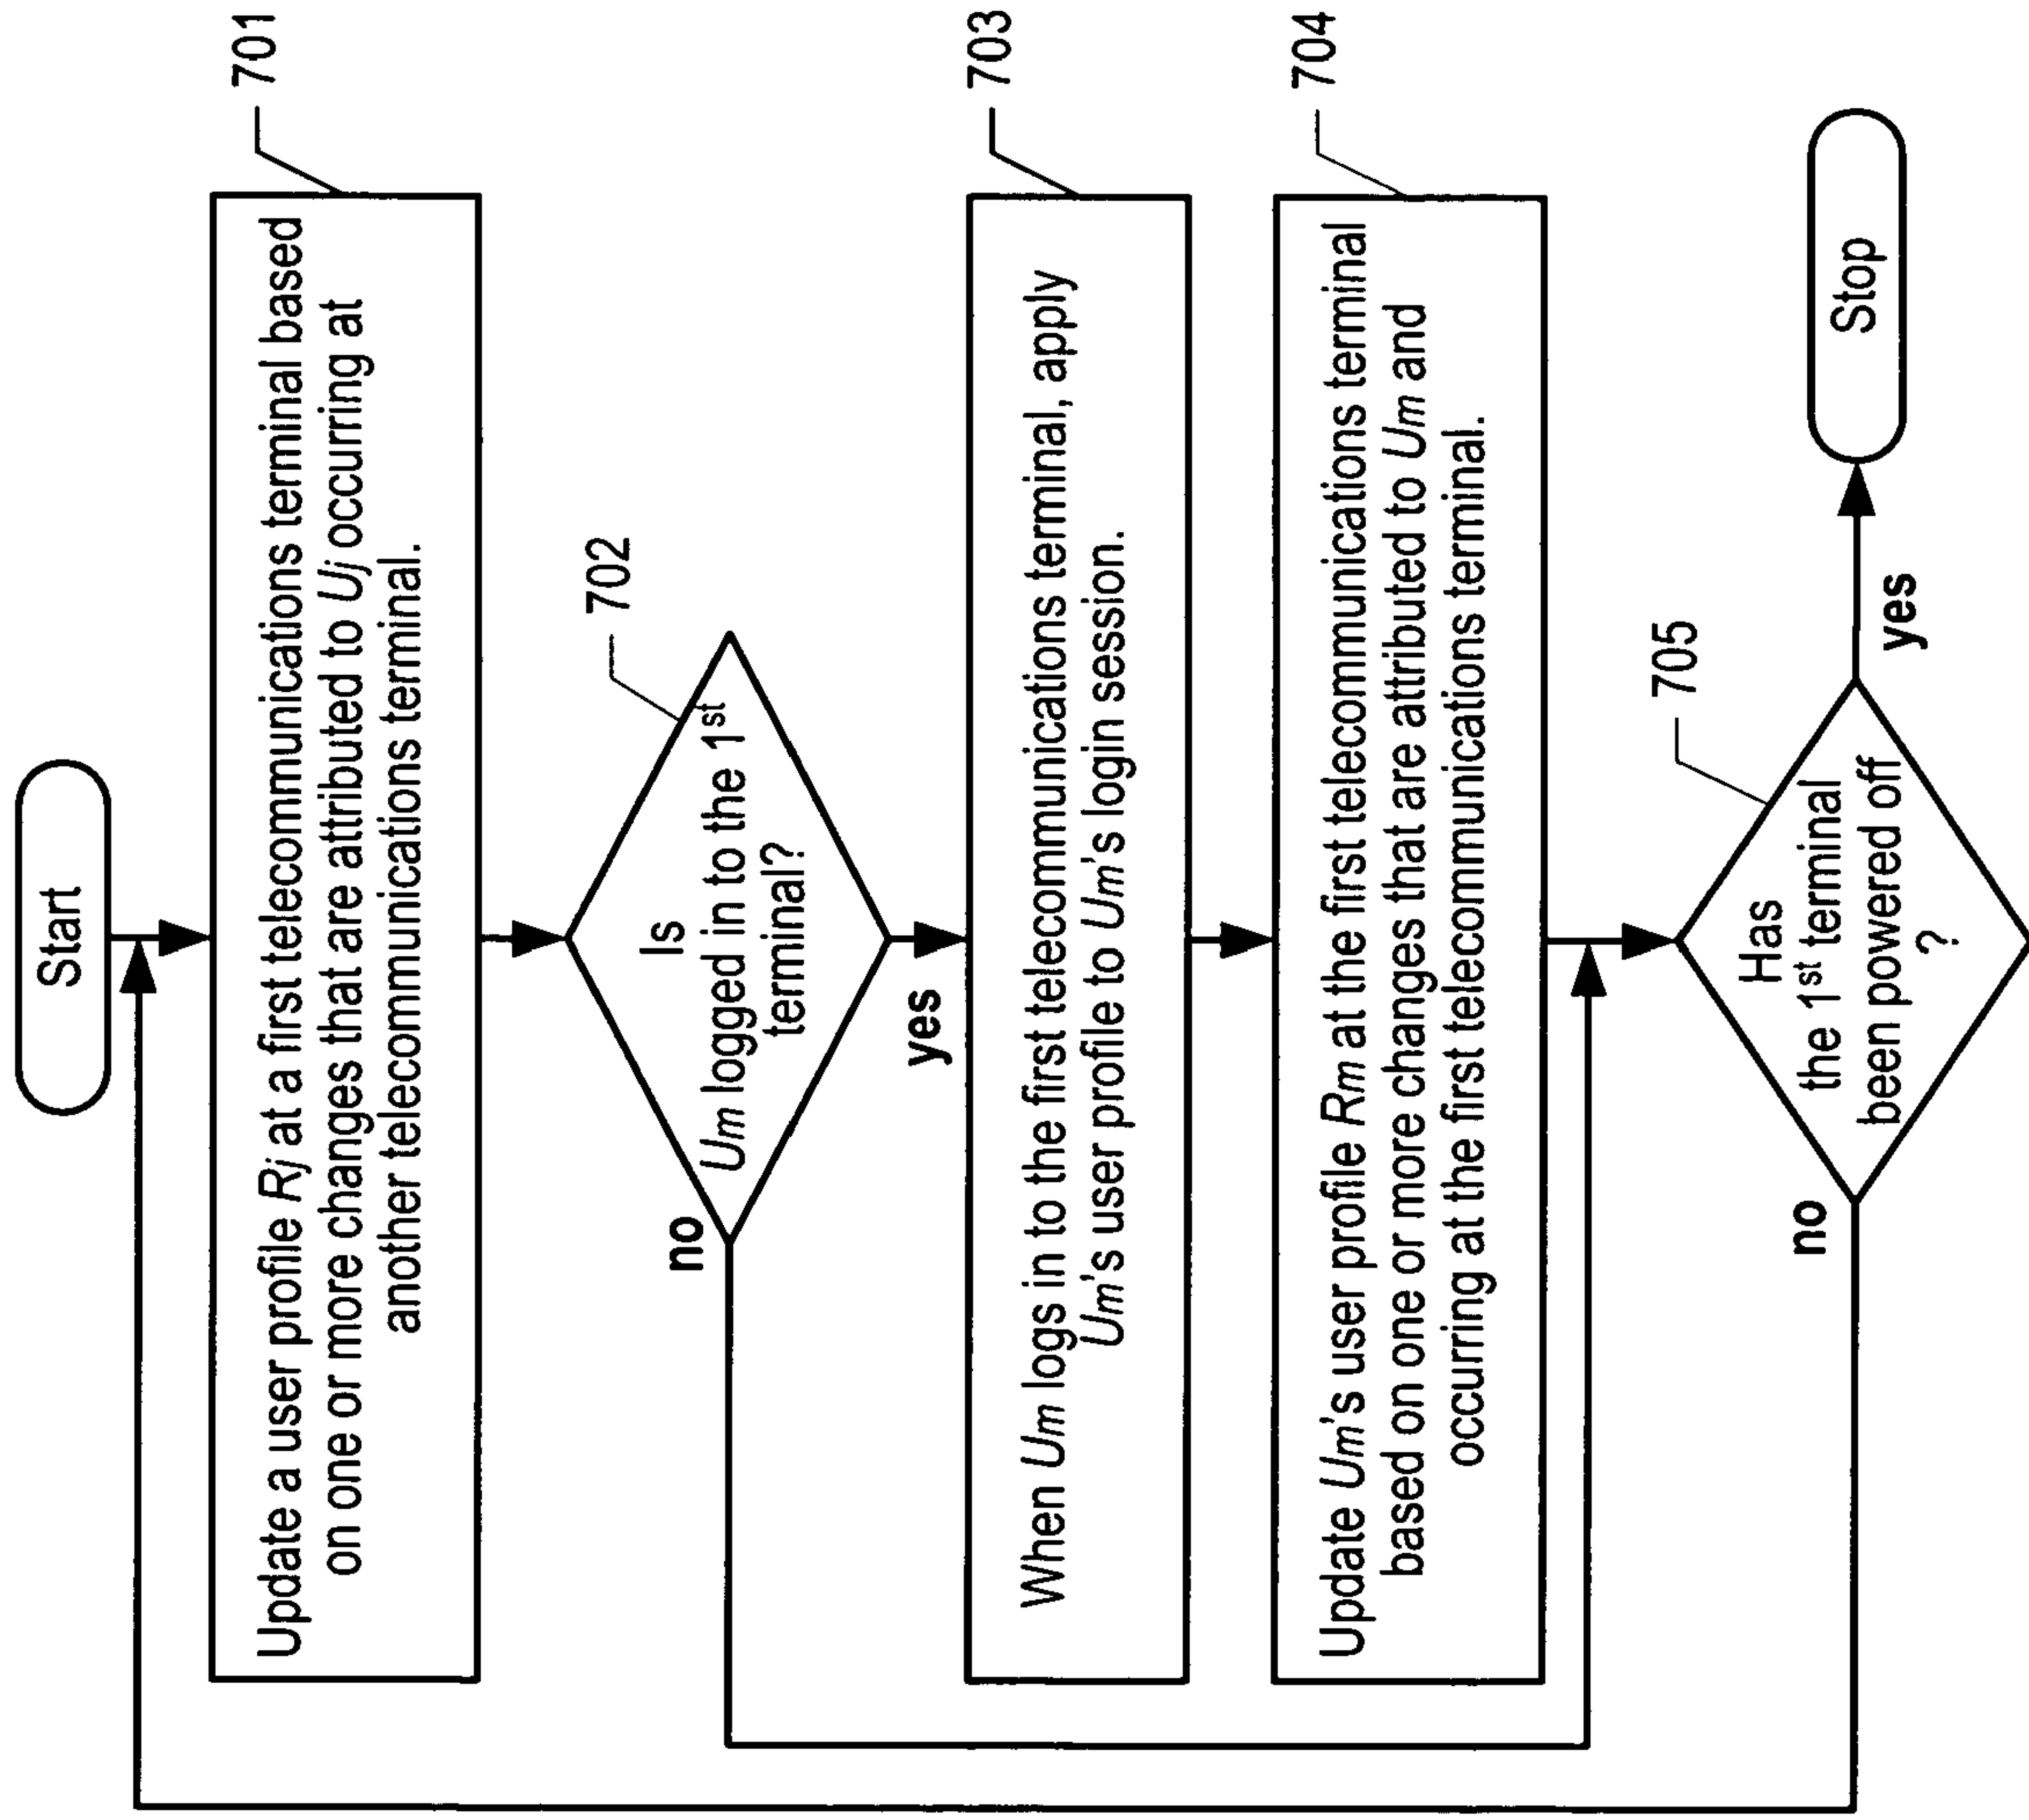 Start
701
Update a user profile Rj at a first telecommunications terminal based
on one or more changes that are attributed to Uj occurring at
another telecommunications terminal.
702
Is
Um logged in to the 1st
terminal?
no
yes
703
When Um logs in to the first telecommunications terminal, apply
Um's user profile to Um's login session.
704
Update Um's user profile Rm at the first telecommunications terminal
based on one or more changes that are attributed to Um and
occurring at the first telecommunications terminal.
705
Has
the 1st terminal
been powered off
?
no
yes
Stop